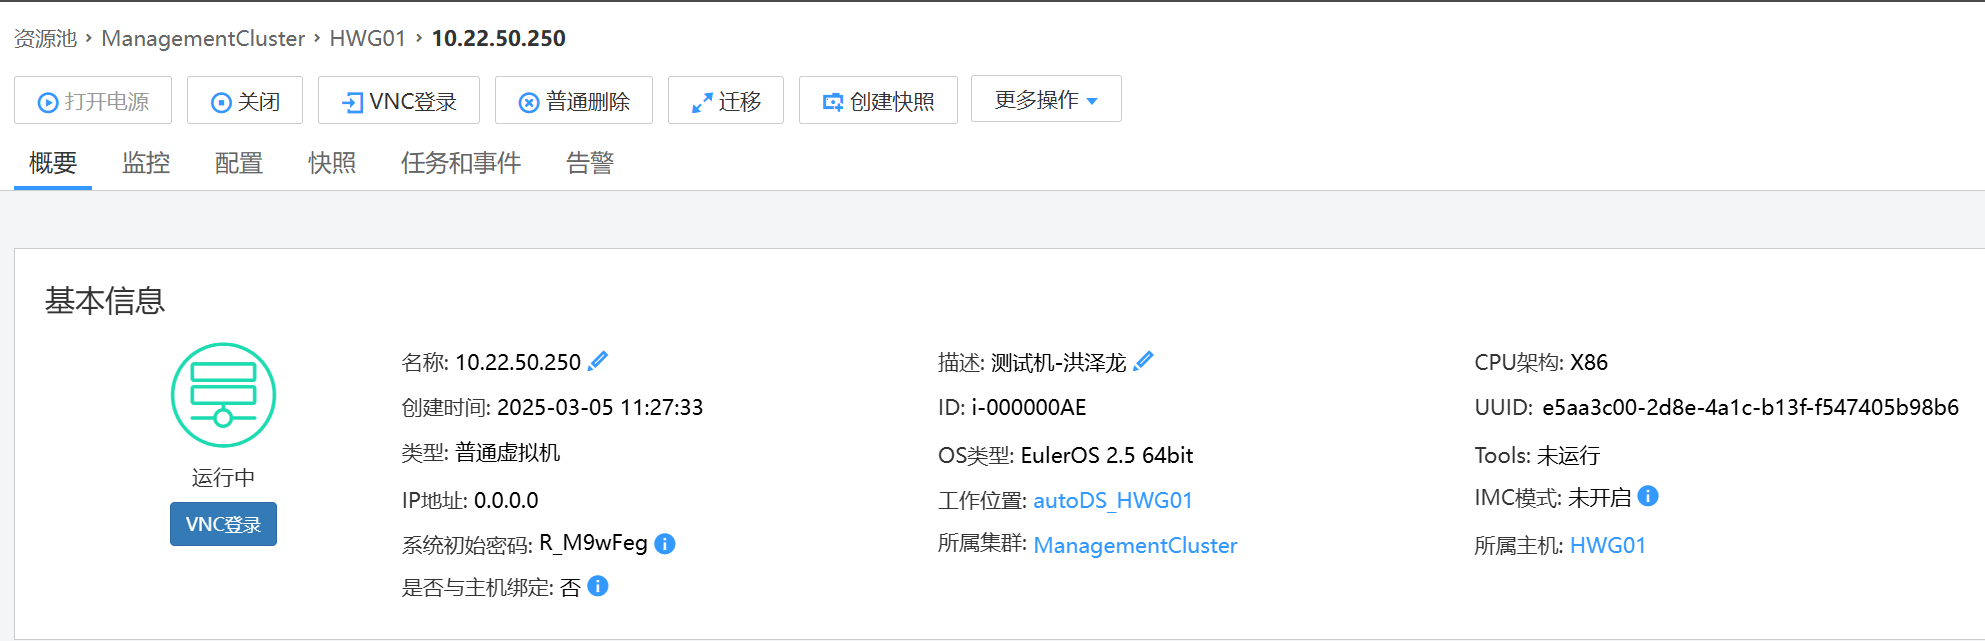 资源池 › ManagementCluster › HWG01 › 10.22.50.250
打开电源 关闭 VNC登录 普通删除 迁移 创建快照 更多操作
概要 监控 配置 快照 任务和事件 告警
基本信息
名称: 10.22.50.250 描述: 测试机-洪泽龙 CPU架构: X86
创建时间: 2025-03-05 11:27:33 ID: i-000000AE UUID: e5aa3c00-2d8e-4a1c-b13f-f547405b98b6
类型: 普通虚拟机 OS类型: EulerOS 2.5 64bit Tools: 未运行
运行中
IP地址: 0.0.0.0 工作位置: autoDS_HWG01 IMC模式: 未开启
VNC登录
系统初始密码: R_M9wFeg 所属集群: ManagementCluster 所属主机: HWG01
是否与主机绑定: 否